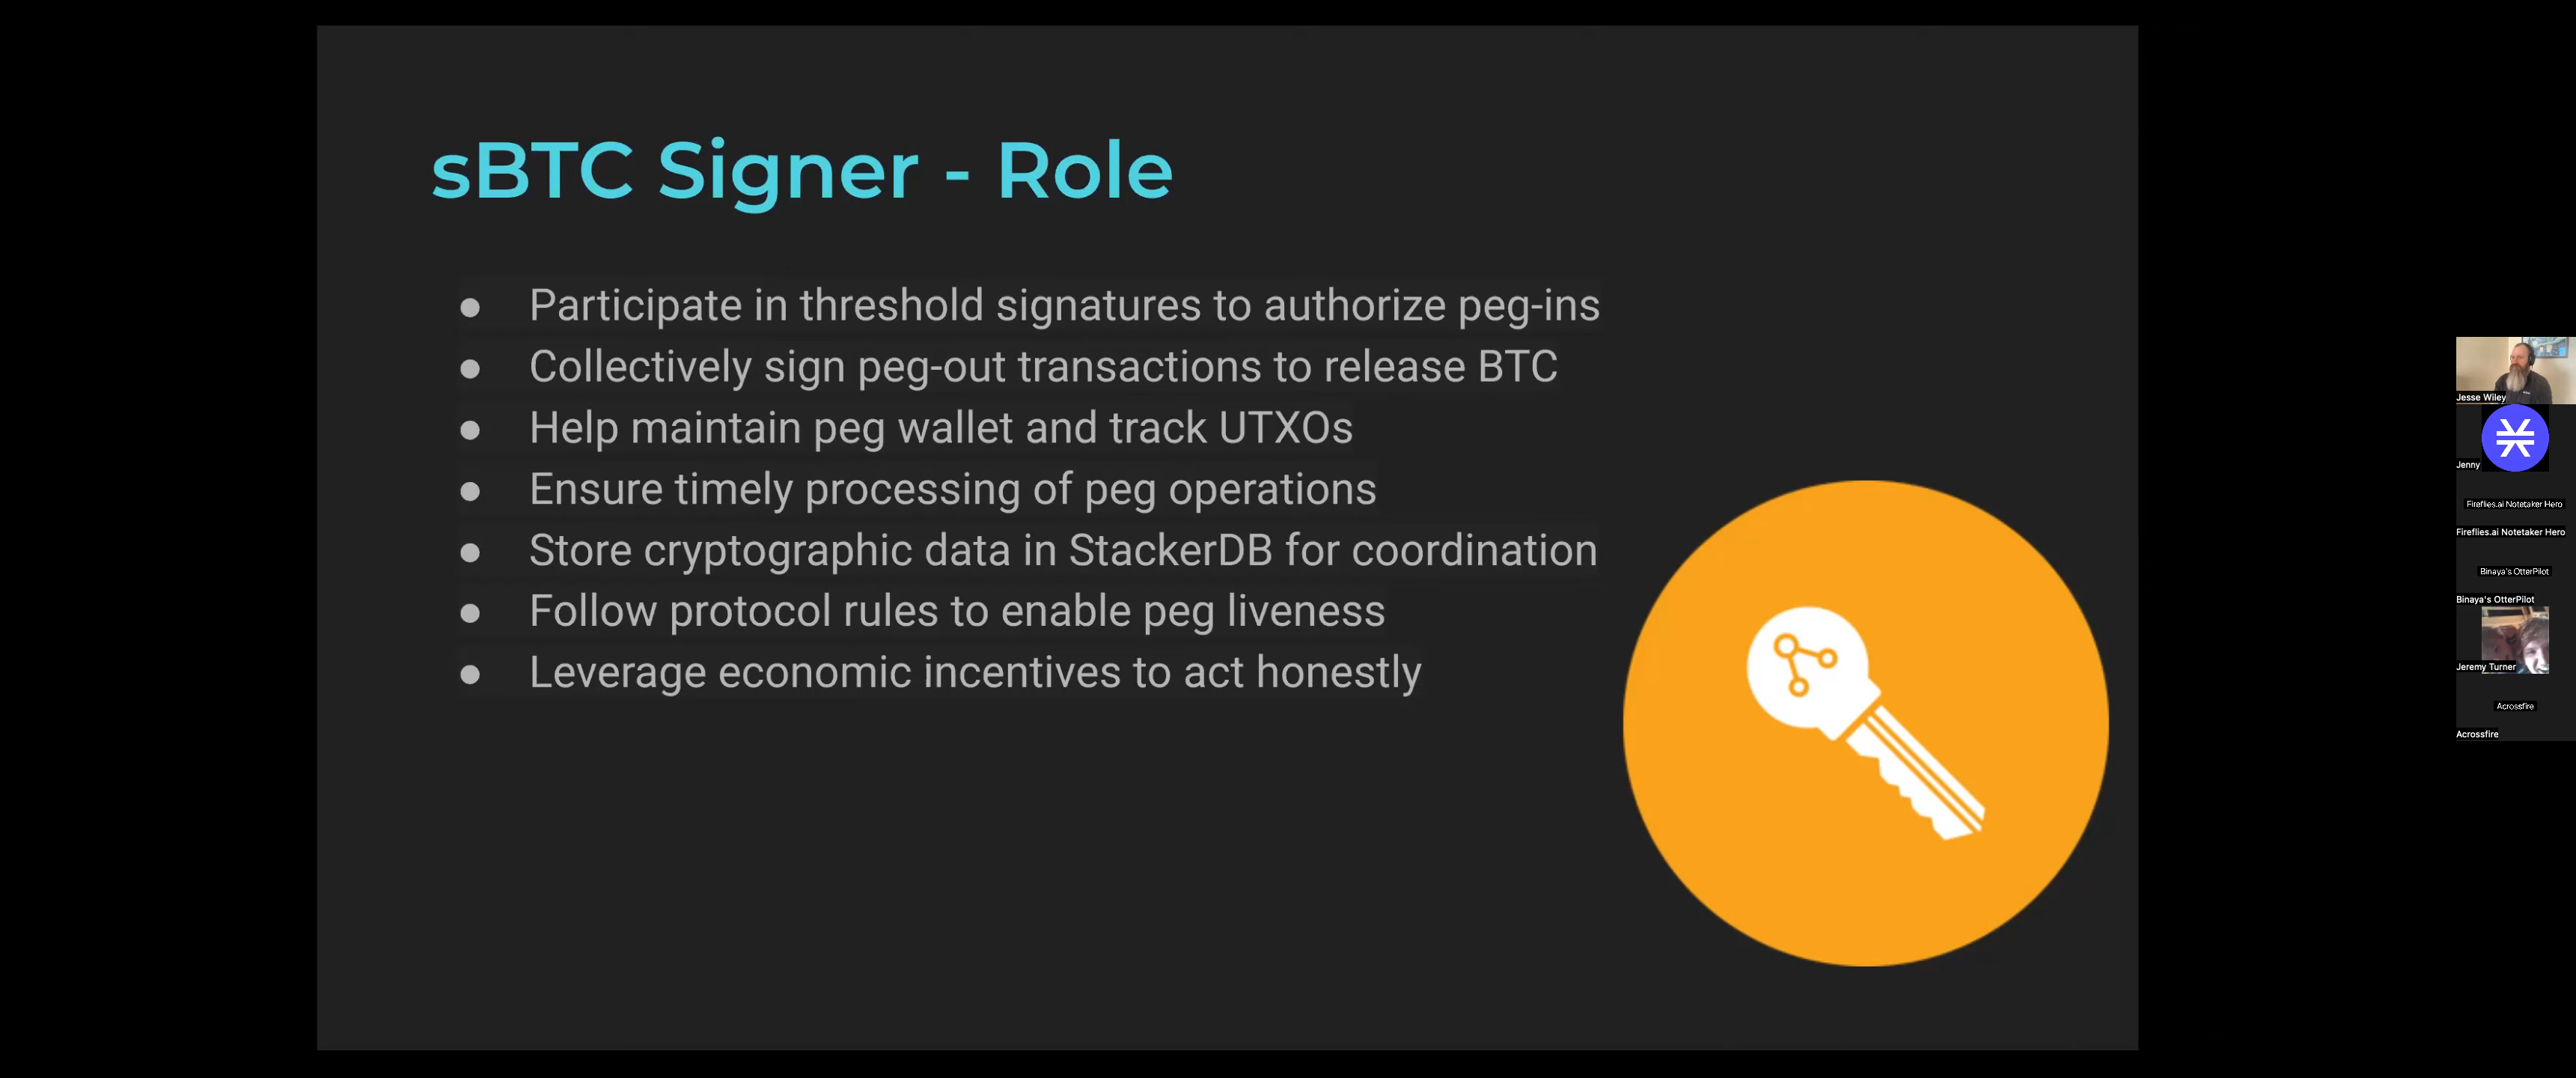 sBTC Signer - Role
● Participate in threshold signatures to authorize peg-ins
● Collectively sign peg-out transactions to release BTC
● Help maintain peg wallet and track UTXOs
● Ensure timely processing of peg operations
● Store cryptographic data in StackerDB for coordination
● Follow protocol rules to enable peg liveness
● Leverage economic incentives to act honestly
Jesse Wiley
Jenny
Fireflies.ai Notetaker Hero
Fireflies.ai Notetaker Hero
Binaya's OtterPilot
Binaya's OtterPilot
Jeremy Turner
Acrossfire
Acrossfire